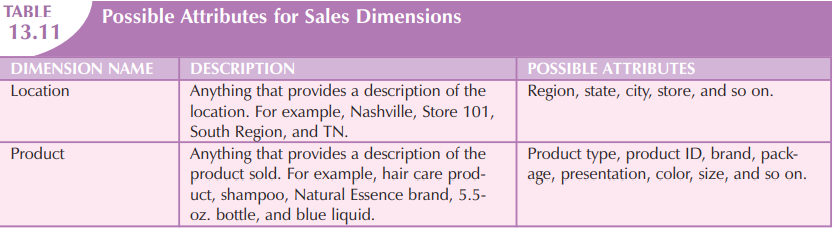 TABLE
13.11
Possible Attributes for Sales Dimensions
DIMENSION NAME DESCRIPTION POSSIBLE ATTRIBUTES
Location Anything that provides a description of the Region, state, city, store, and so on.
location. For example, Nashville, Store 101,
South Region, and TN.
Product Anything that provides a description of the Product type, product ID, brand, pack-
product sold. For example, hair care prod- age, presentation, color, size, and so on.
uct, shampoo, Natural Essence brand, 5.5-
oz. bottle, and blue liquid.